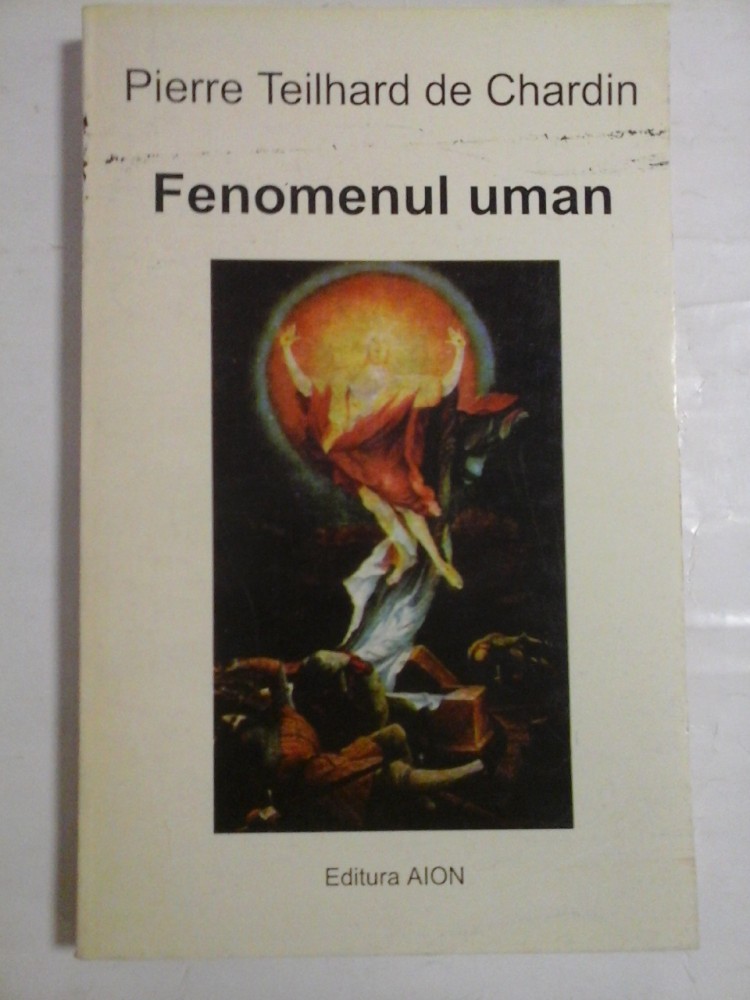 Pierre Teilhard de Chardin
Fenomenul uman
Editura AION